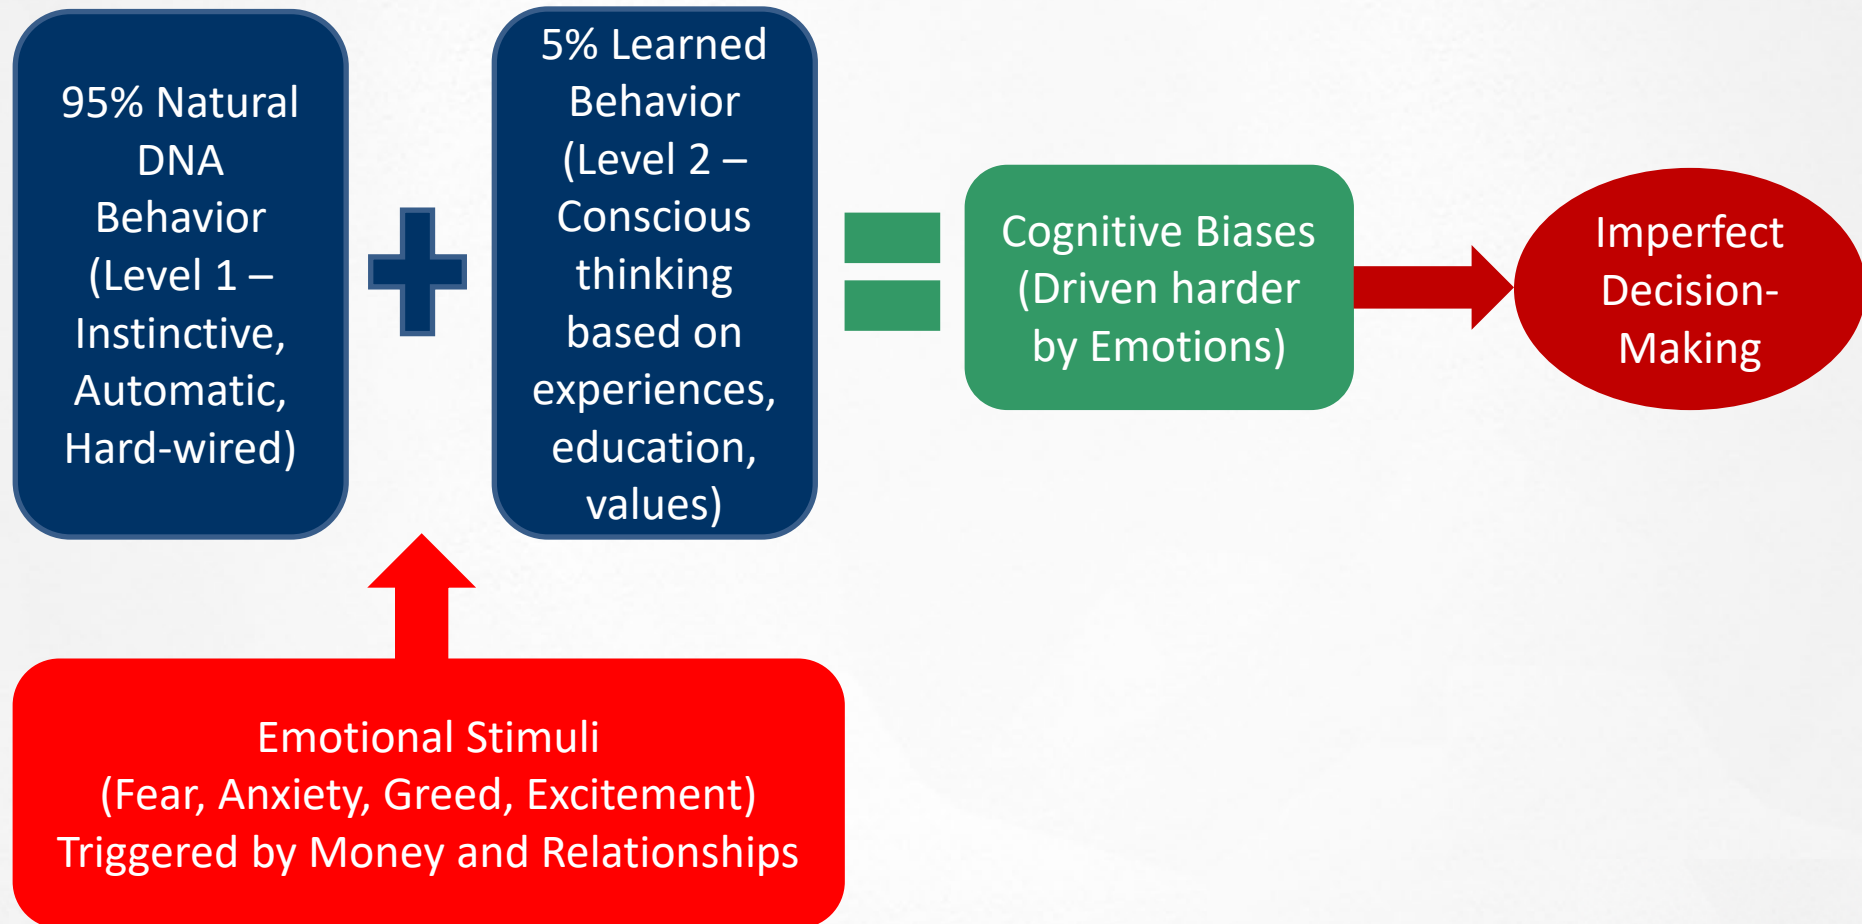 95% Natural
DNA
Behavior
(Level 1 –
Instinctive,
Automatic,
Hard-wired)
5% Learned
Behavior
(Level 2 –
Conscious
thinking
based on
experiences,
education,
values)
Cognitive Biases
(Driven harder
by Emotions)
Imperfect
Decision-
Making
Emotional Stimuli
(Fear, Anxiety, Greed, Excitement)
Triggered by Money and Relationships